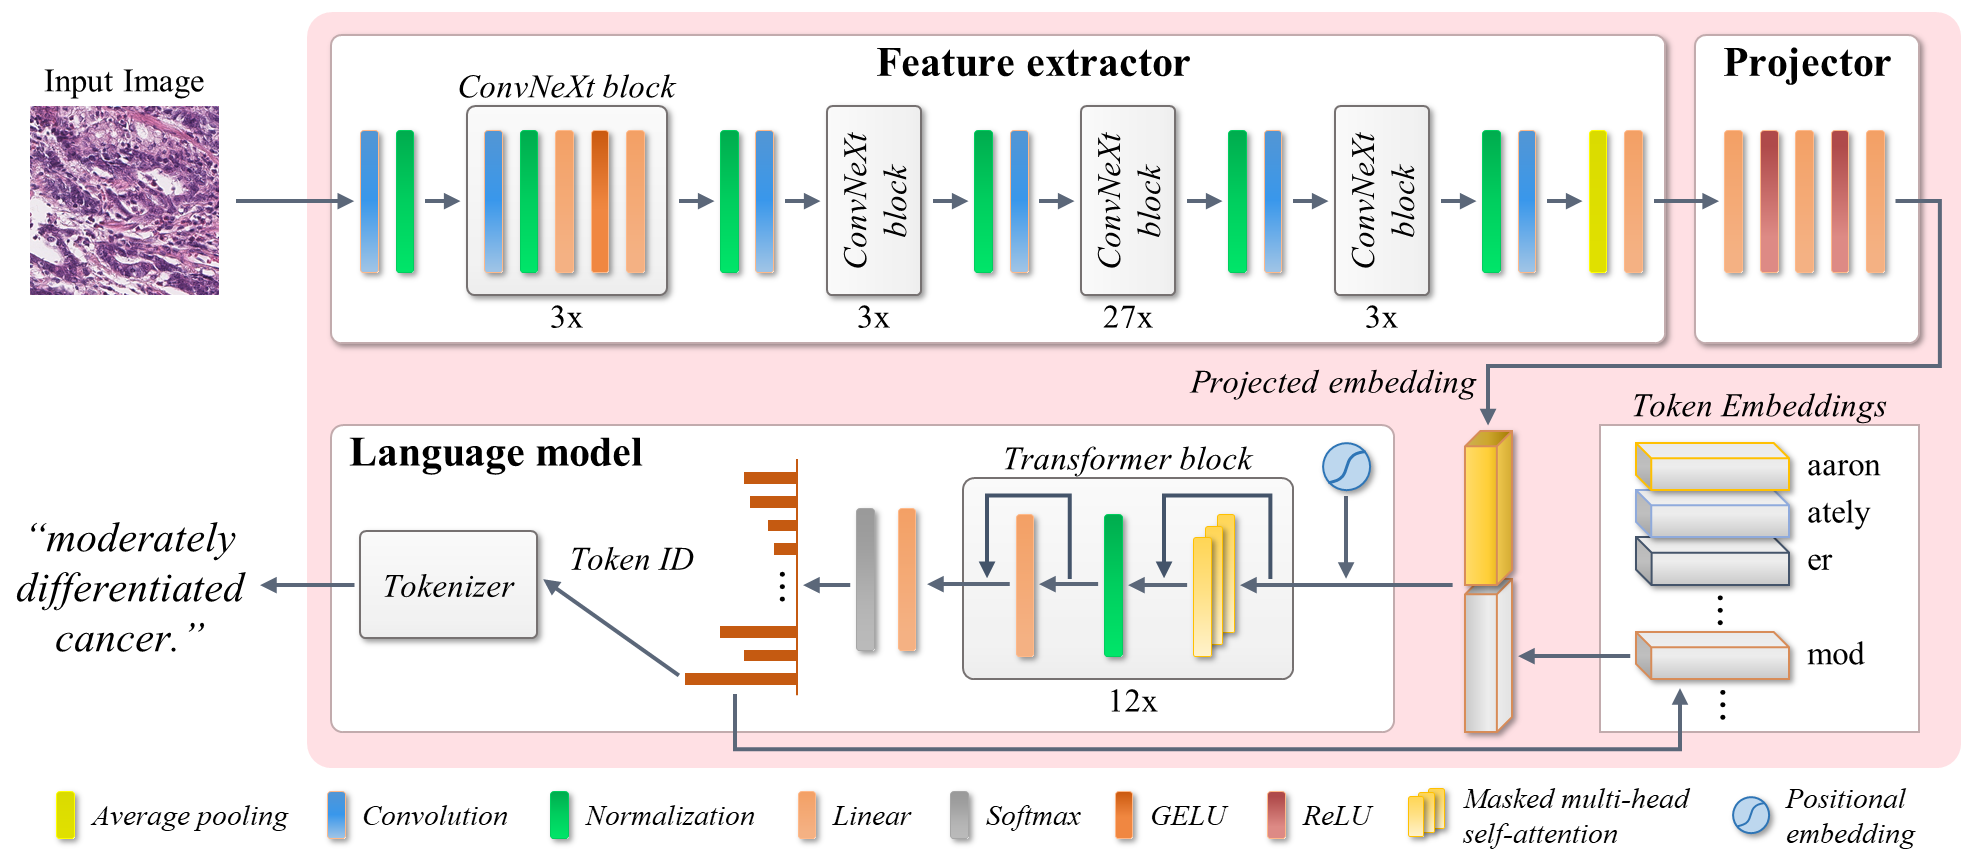 Input Image
Feature extractor
Projector
ConvNeXt block
ConvNeXt
block
ConvNeXt
block
ConvNeXt
block
3x
3x
27x
3x
Projected embedding
Token Embeddings
Language model
Transformer block
aaron
ately
er
⋮
mod
⋮
Token ID
⋮
Tokenizer
12x
“moderately
differentiated
cancer.”
Average pooling
Convolution
Normalization
Linear
Softmax
GELU
ReLU
Masked multi-head
self-attention
Positional
embedding